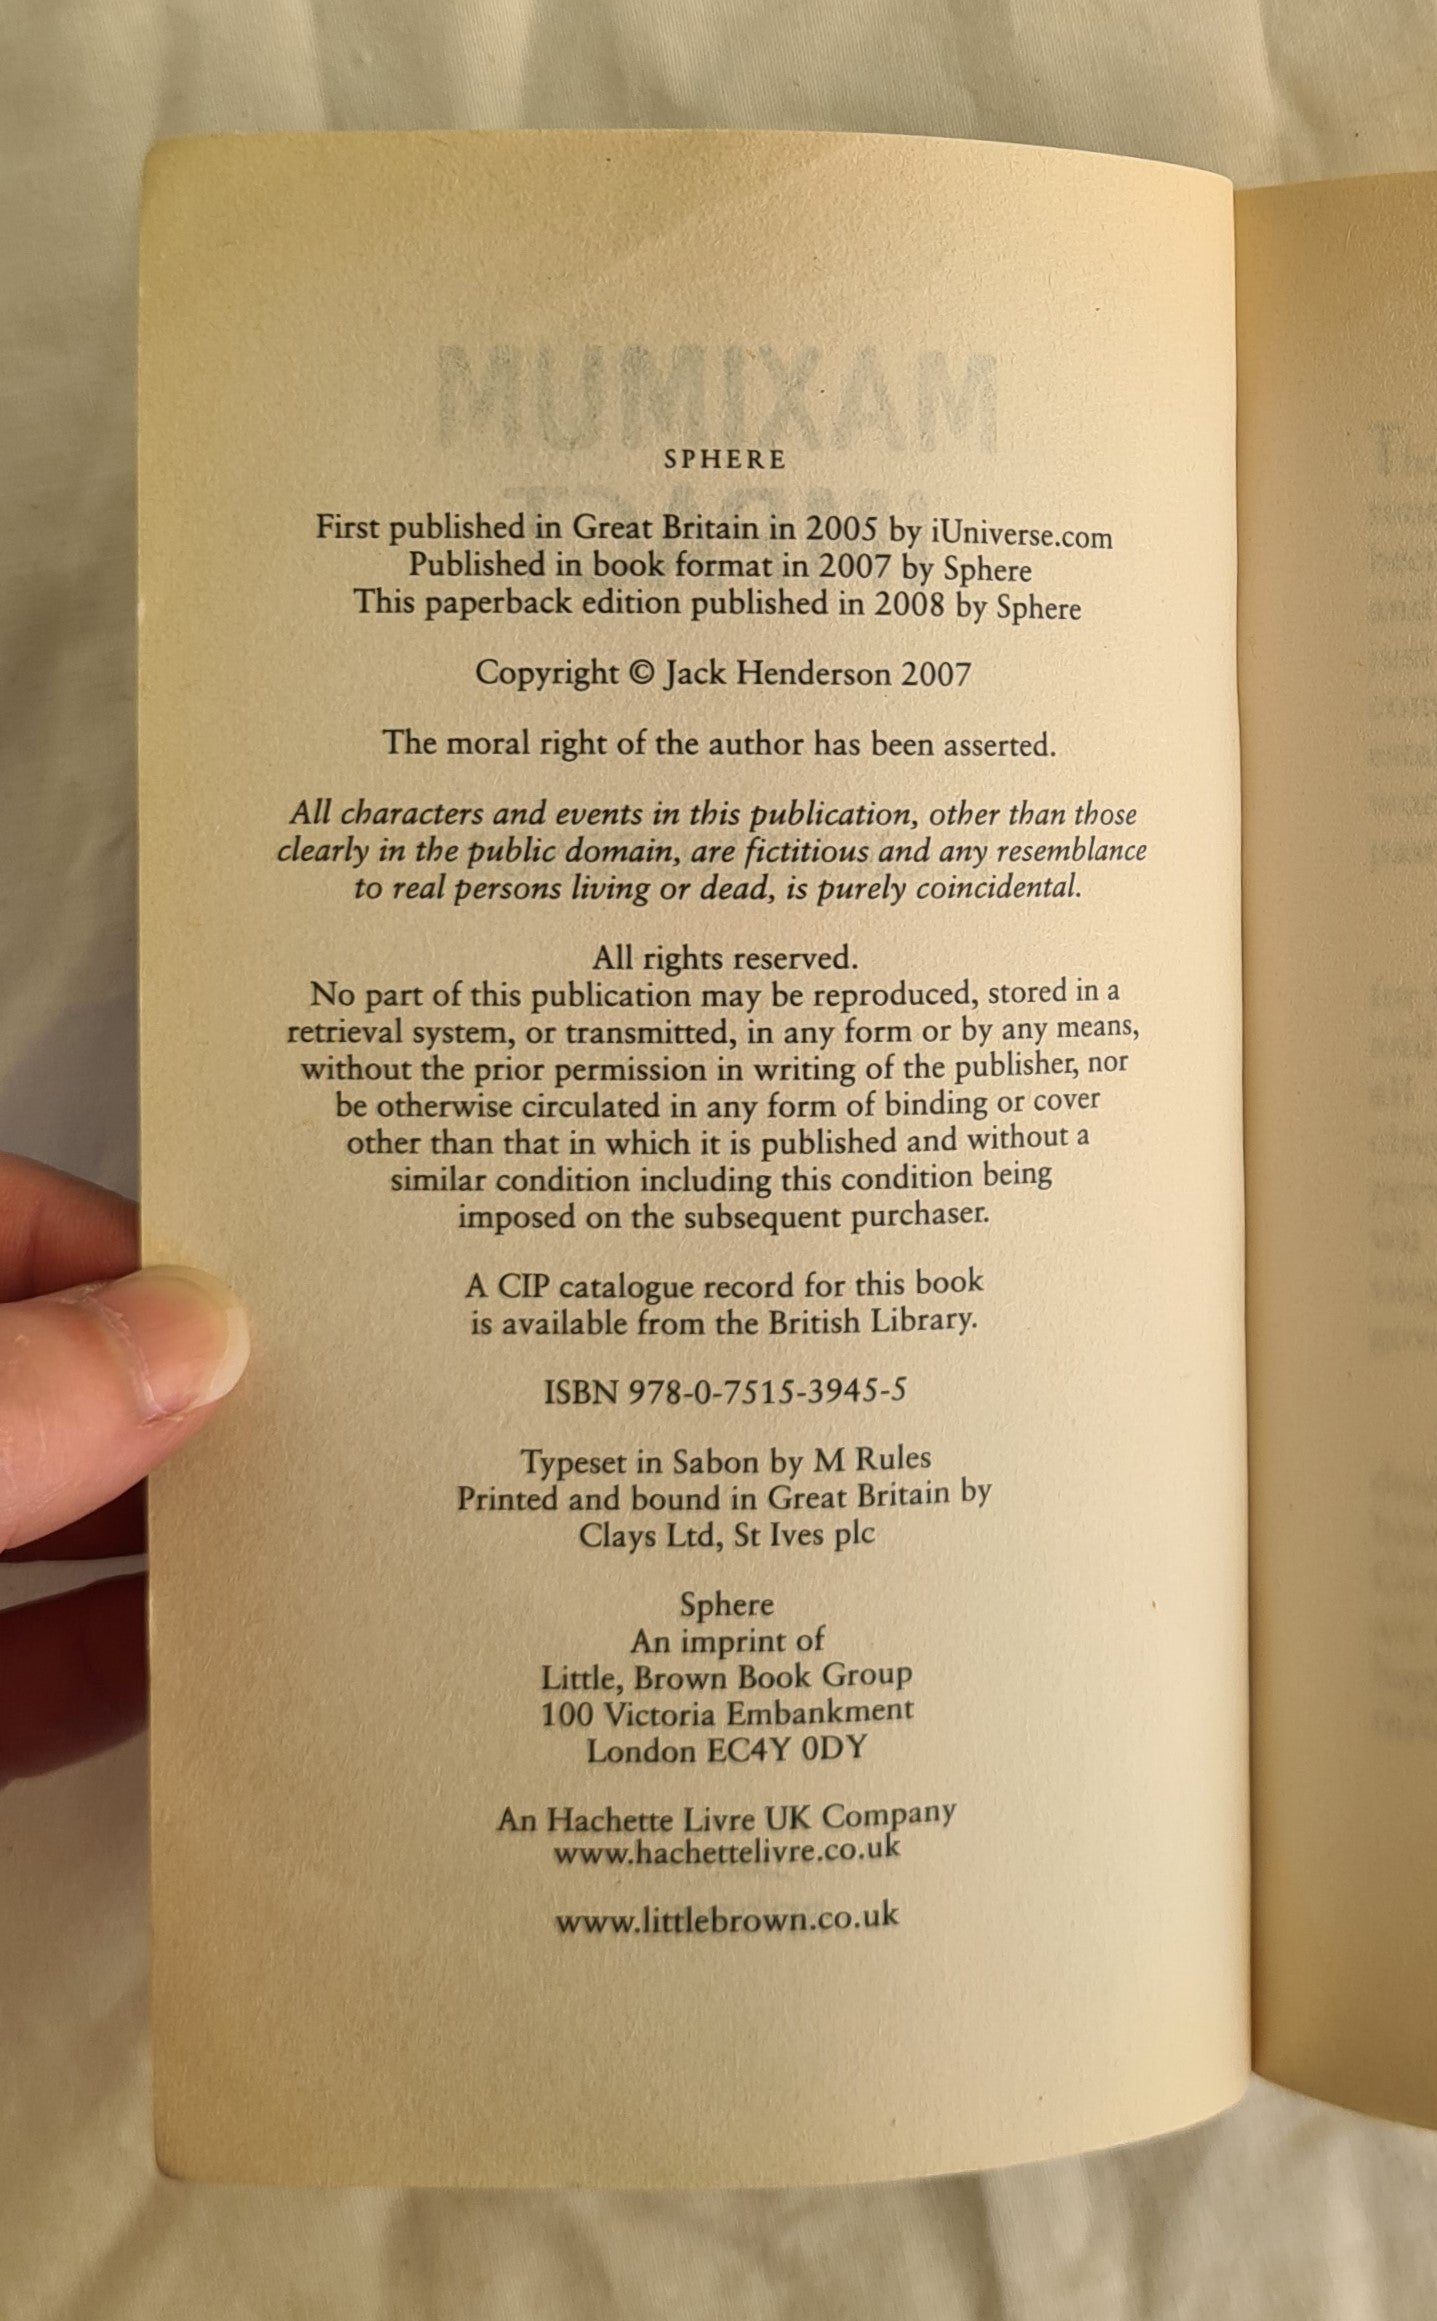 SPHERE
First published in Great Britain in 2005 by iUniverse.com
Published in book format in 2007 by Sphere
This paperback edition published in 2008 by Sphere
Copyright © Jack Henderson 2007
The moral right of the author has been asserted.
All characters and events in this publication, other than those
clearly in the public domain, are fictitious and any resemblance
to real persons living or dead, is purely coincidental.
All rights reserved.
No part of this publication may be reproduced, stored in a
retrieval system, or transmitted, in any form or by any means,
without the prior permission in writing of the publisher, nor
be otherwise circulated in any form of binding or cover
other than that in which it is published and without a
similar condition including this condition being
imposed on the subsequent purchaser.
A CIP catalogue record for this book
is available from the British Library.
ISBN 978-0-7515-3945-5
Typeset in Sabon by M Rules
Printed and bound in Great Britain by
Clays Ltd, St Ives plc
Sphere
An imprint of
Little, Brown Book Group
100 Victoria Embankment
London EC4Y 0DY
An Hachette Livre UK Company
www.hachettelivre.co.uk
www.littlebrown.co.uk